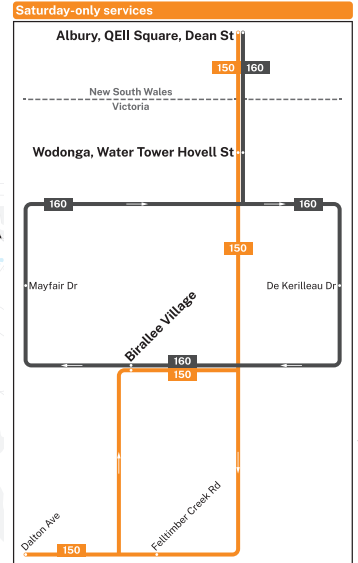 Saturday-only services
Albury, QEII Square, Dean St
150 160
New South Wales
Victoria
Wodonga, Water Tower Hovell St
160 160
150
Mayfair Dr
De Kerilleau Dr
Birallee Village
160
150
Dalton Ave
Felltimber Creek Rd
150